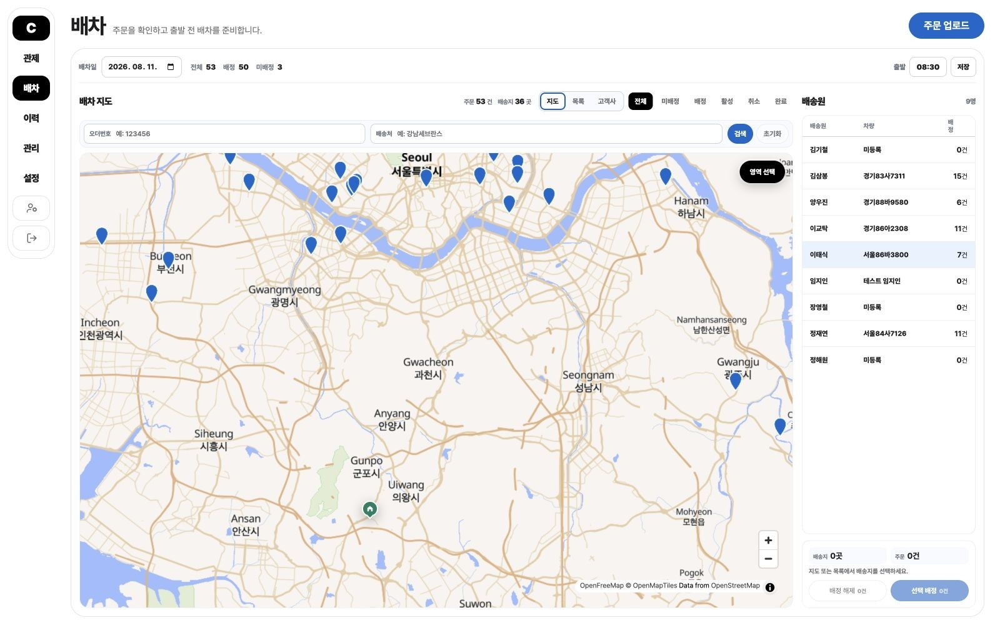 C
관제
배차
이력
관리
설정
배차 주문을 확인하고 출발 전 배차를 준비합니다.
주문 업로드
배차일 2026. 08. 11. 전체 53 배정 50 미배정 3
출발 08:30 저장
배차 지도
주문 53 건 배송지 36 곳
지도 목록 고객사
전체 미배정 배정 활성 취소 완료
오더번호 예: 123456
배송처 예: 강남세브란스
검색 초기화
영역 선택
Seoul
서울특별시
Hanam
하남시
Bucheon
부천시
Gwangmyeong
광명시
Incheon
인천광역시
Namhansanseong
남한산성면
Gwacheon
과천시
Seongnam
성남시
Gwangju
광주시
Anyang
안양시
Siheung
시흥시
Gunpo
군포시
Uiwang
의왕시
Ansan
안산시
Mohyeon
모현읍
Pogok
Suwon
OpenFreeMap © OpenMapTiles Data from OpenStreetMap
배송원 9명
배송원 차량 배정
김기철 미등록 0건
김삼봉 경기83사7311 15건
양우진 경기88바9580 6건
이교탁 경기86아2308 11건
이태식 서울86바3800 7건
임지인 테스트 임지인 0건
장영철 미등록 0건
정재연 서울84사7126 11건
정해원 미등록 0건
배송지 0곳 주문 0건
지도 또는 목록에서 배송지를 선택하세요.
배정 해제 0건 선택 배정 0건